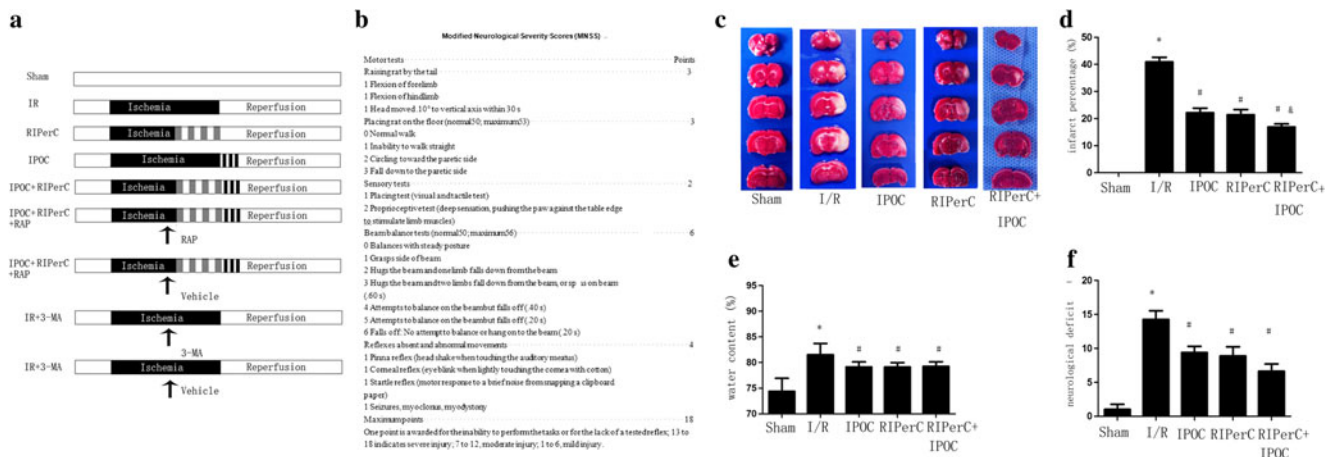 a
Sham
IR
Ischemia
Reperfusion
RIPerC
Ischemia
Reperfusion
IPOC
Ischemia
Reperfusion
IPOC+RIPerC
Ischemia
Reperfusion
IPOC+RIPerC
+RAP
Ischemia
Reperfusion
RAP
IPOC+RIPerC
+RAP
Ischemia
Reperfusion
Vehicle
IR+3-MA
Ischemia
Reperfusion
3-MA
IR+3-MA
Ischemia
Reperfusion
Vehicle
b
Modified Neurological Severity Scores (MNSS)
Motor tests Points
Raising rat by the tail 3
1 Flexion of forelimb
1 Flexion of hindlimb
1 Head moved .10° to vertical axis within 30 s
Placing rat on the floor (normal50; maximum53) 3
0 Normal walk
1 Inability to walk straight
2 Circling toward the paretic side
3 Fall down to the paretic side
Sensory tests 2
1 Placing test (visual and tactile test)
2 Proprioceptive test (deep sensation, pushing the paw against the table edge
to stimulate limb muscles)
Beam balance tests (normal50; maximum56) 6
0 Balances with steady posture
1 Grasps side of beam
2 Hugs the beam and one limb falls down from the beam
3 Hugs the beam and two limbs fall down from the beam, or sp is on beam
(.60 s)
4 Attempts to balance on the beam but falls off (.40 s)
5 Attempts to balance on the beam but falls off (.20 s)
6 Falls off: No attempt to balance or hang on to the beam (.20 s)
Reflexes absent and abnormal movements 4
1 Pinna reflex (head shake when touching the auditory meatus)
1 Corneal reflex (eye blink when lightly touching the cornea with cotton)
1 Startle reflex (motor response to a brief noise from snapping a clipboard
paper)
1 Seizures, myoclonus, myodystony
Maximum points 18
One point is awarded for the inability to perform the tasks or for the lack of a tested reflex; 13 to
18 indicates severe injury; 7 to 12, moderate injury; 1 to 6, mild injury.
c
Sham
I/R
IPOC
RIPerC
RIPerC+
IPOC
d
infarct percentage (%)
50
40
30
20
10
0
*
#
#
# &
Sham
I/R
IPOC
RIPerC
RIPerC+
IPOC
e
water content (%)
95
90
85
80
75
70
*
#
#
#
Sham
I/R
IPOC
RIPerC
RIPerC+
IPOC
f
neurological deficit
20
15
10
5
0
*
#
#
#
Sham
I/R
IPOC
RIPerC
RIPerC+
IPOC